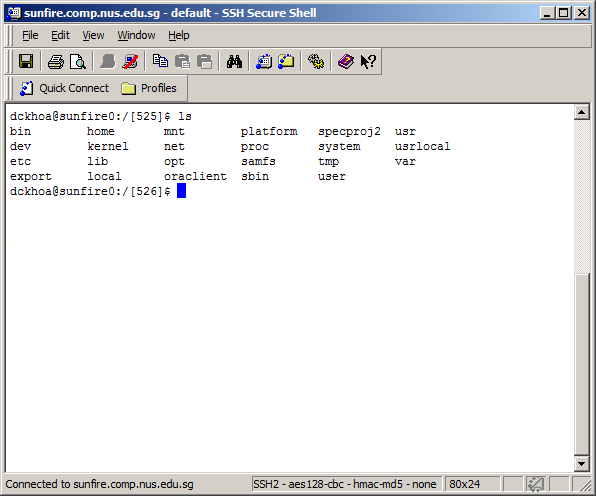 sunfire.comp.nus.edu.sg - default - SSH Secure Shell
File Edit View Window Help
Quick Connect Profiles
dckhoa@sunfire0:/[525]$ ls
bin home mnt platform specproj2 usr
dev kernel net proc system usrlocal
etc lib opt samfs tmp var
export local oraclient sbin user
dckhoa@sunfire0:/[526]$
Connected to sunfire.comp.nus.edu.sg SSH2 - aes128-cbc - hmac-md5 - none 80x24